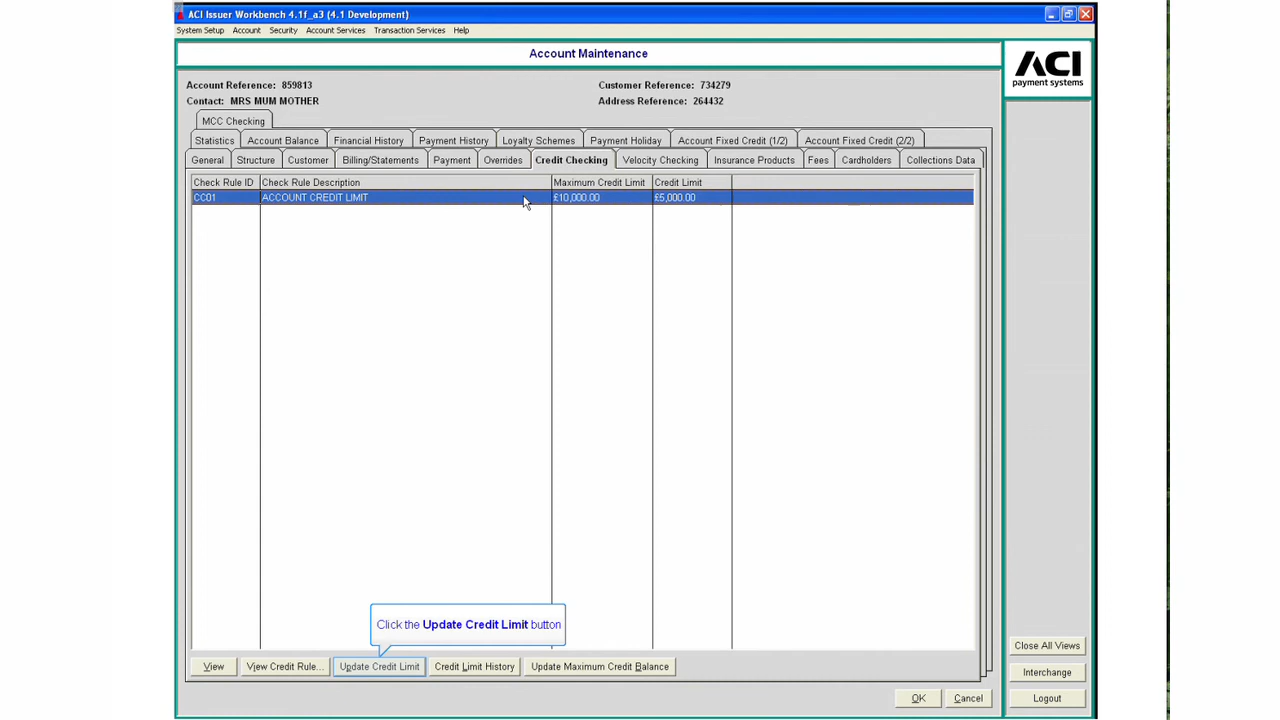 ACI Issuer Workbench 4.1f_a3 (4.1 Development)
System Setup Account Security Account Services Transaction Services Help
Account Maintenance
ACI
payment systems
Account Reference: 859813 Customer Reference: 734279
Contact: MRS MUM MOTHER Address Reference: 264432
MCC Checking
Statistics Account Balance Financial History Payment History Loyalty Schemes Payment Holiday Account Fixed Credit (1/2) Account Fixed Credit (2/2)
General Structure Customer Billing/Statements Payment Overrides Credit Checking Velocity Checking Insurance Products Fees Cardholders Collections Data
Check Rule ID Check Rule Description Maximum Credit Limit Credit Limit
CC01 ACCOUNT CREDIT LIMIT £10,000.00 £5,000.00
Click the Update Credit Limit button
View View Credit Rule... Update Credit Limit Credit Limit History Update Maximum Credit Balance
OK Cancel
Close All Views
Interchange
Logout